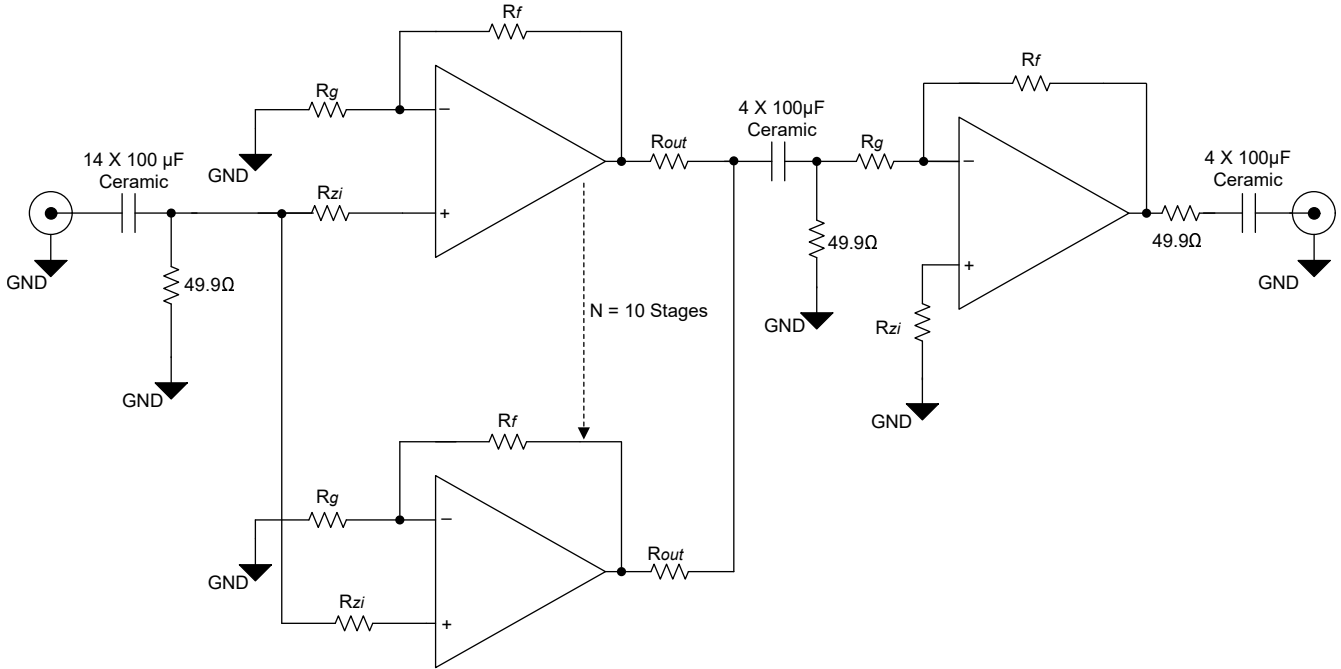 Rf
Rg
−
GND
14 X 100 µF
Ceramic
Rzi
+
GND
49.9Ω
GND
Rout
4 X 100µF
Ceramic
Rg
Rf
−
49.9Ω
GND
+
Rzi
GND
4 X 100µF
Ceramic
49.9Ω
GND
N = 10 Stages
Rf
Rg
−
GND
Rzi
+
Rout